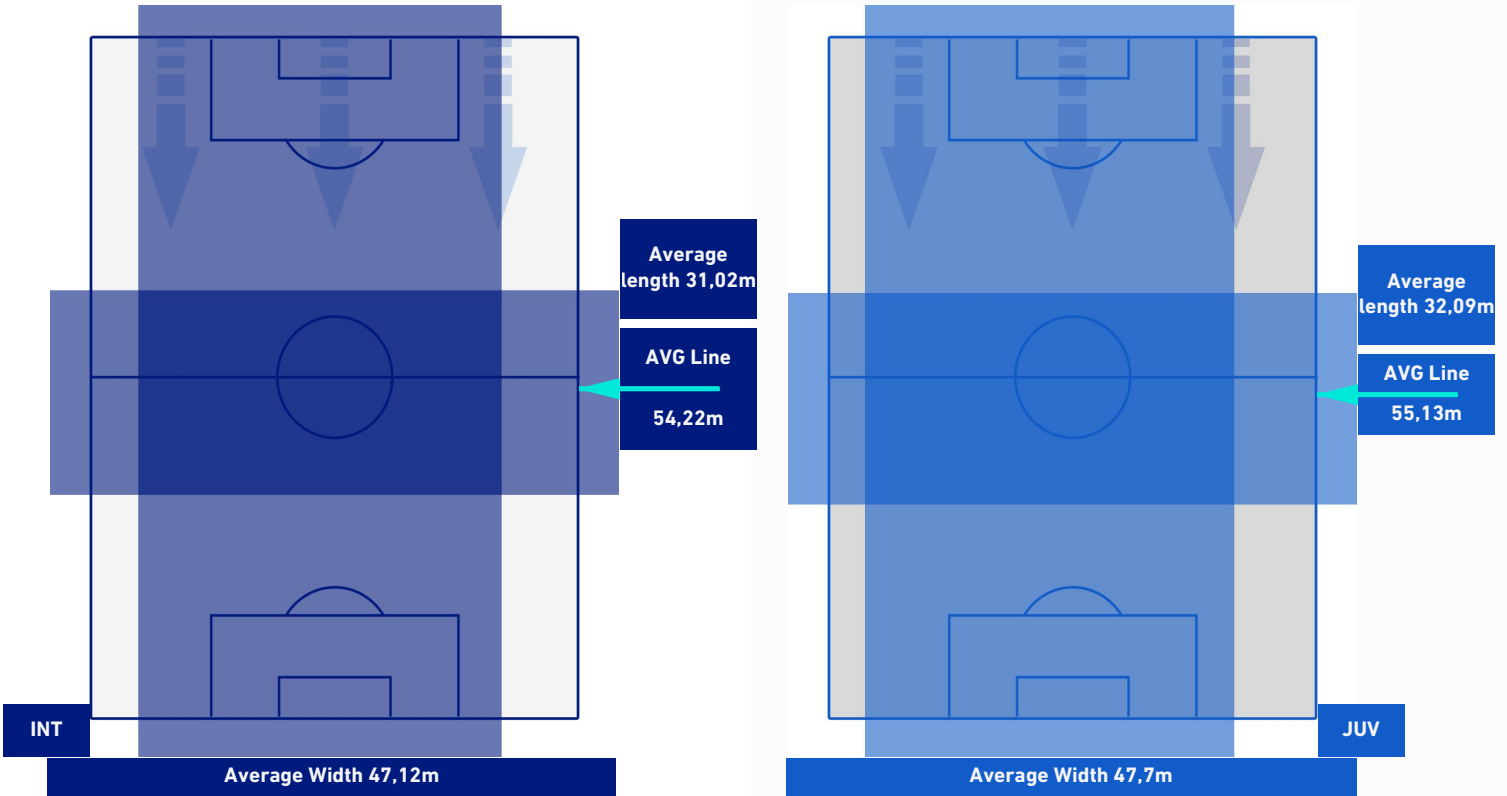 Average
length 31,02m
AVG Line
54,22m
INT
Average Width 47,12m
Average
length 32,09m
AVG Line
55,13m
JUV
Average Width 47,7m